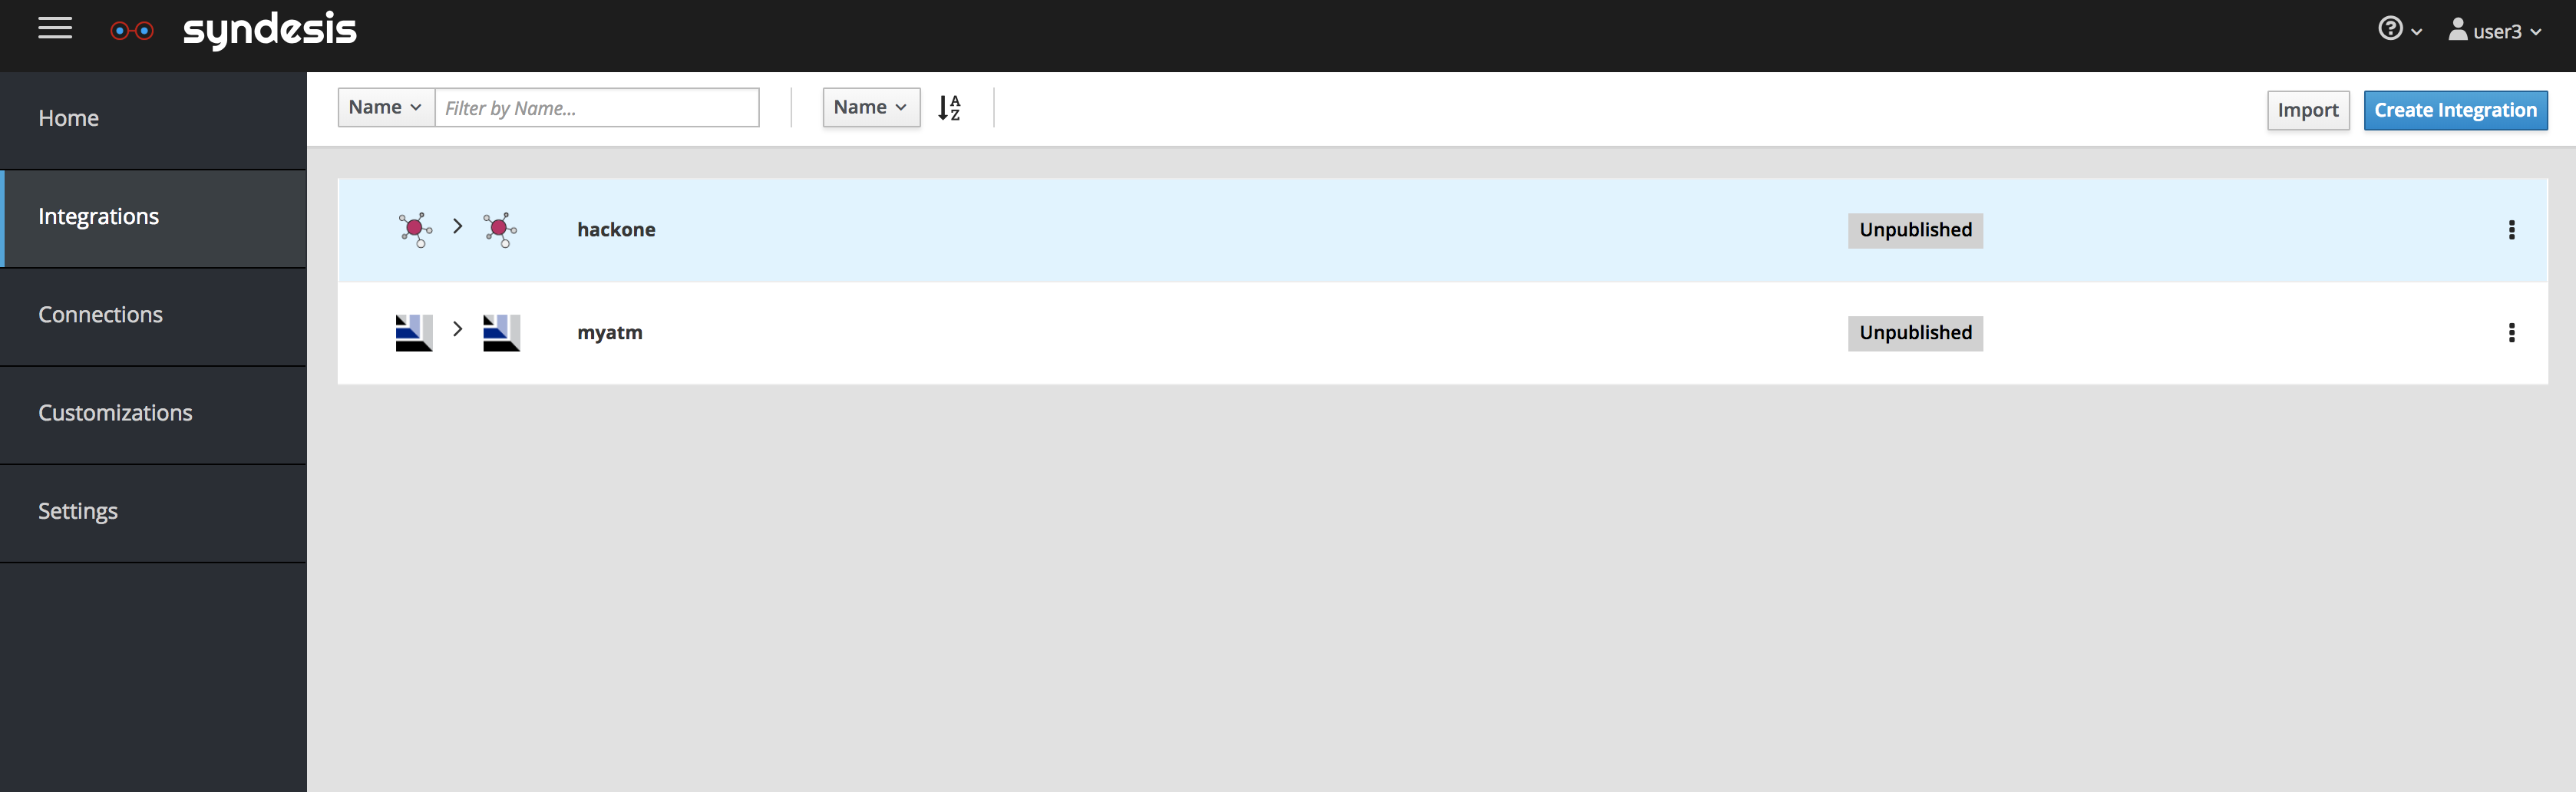 syndesis
user3
Home
Integrations
Connections
Customizations
Settings
Name Filter by Name... Name A Z Import Create Integration
hackone Unpublished
myatm Unpublished